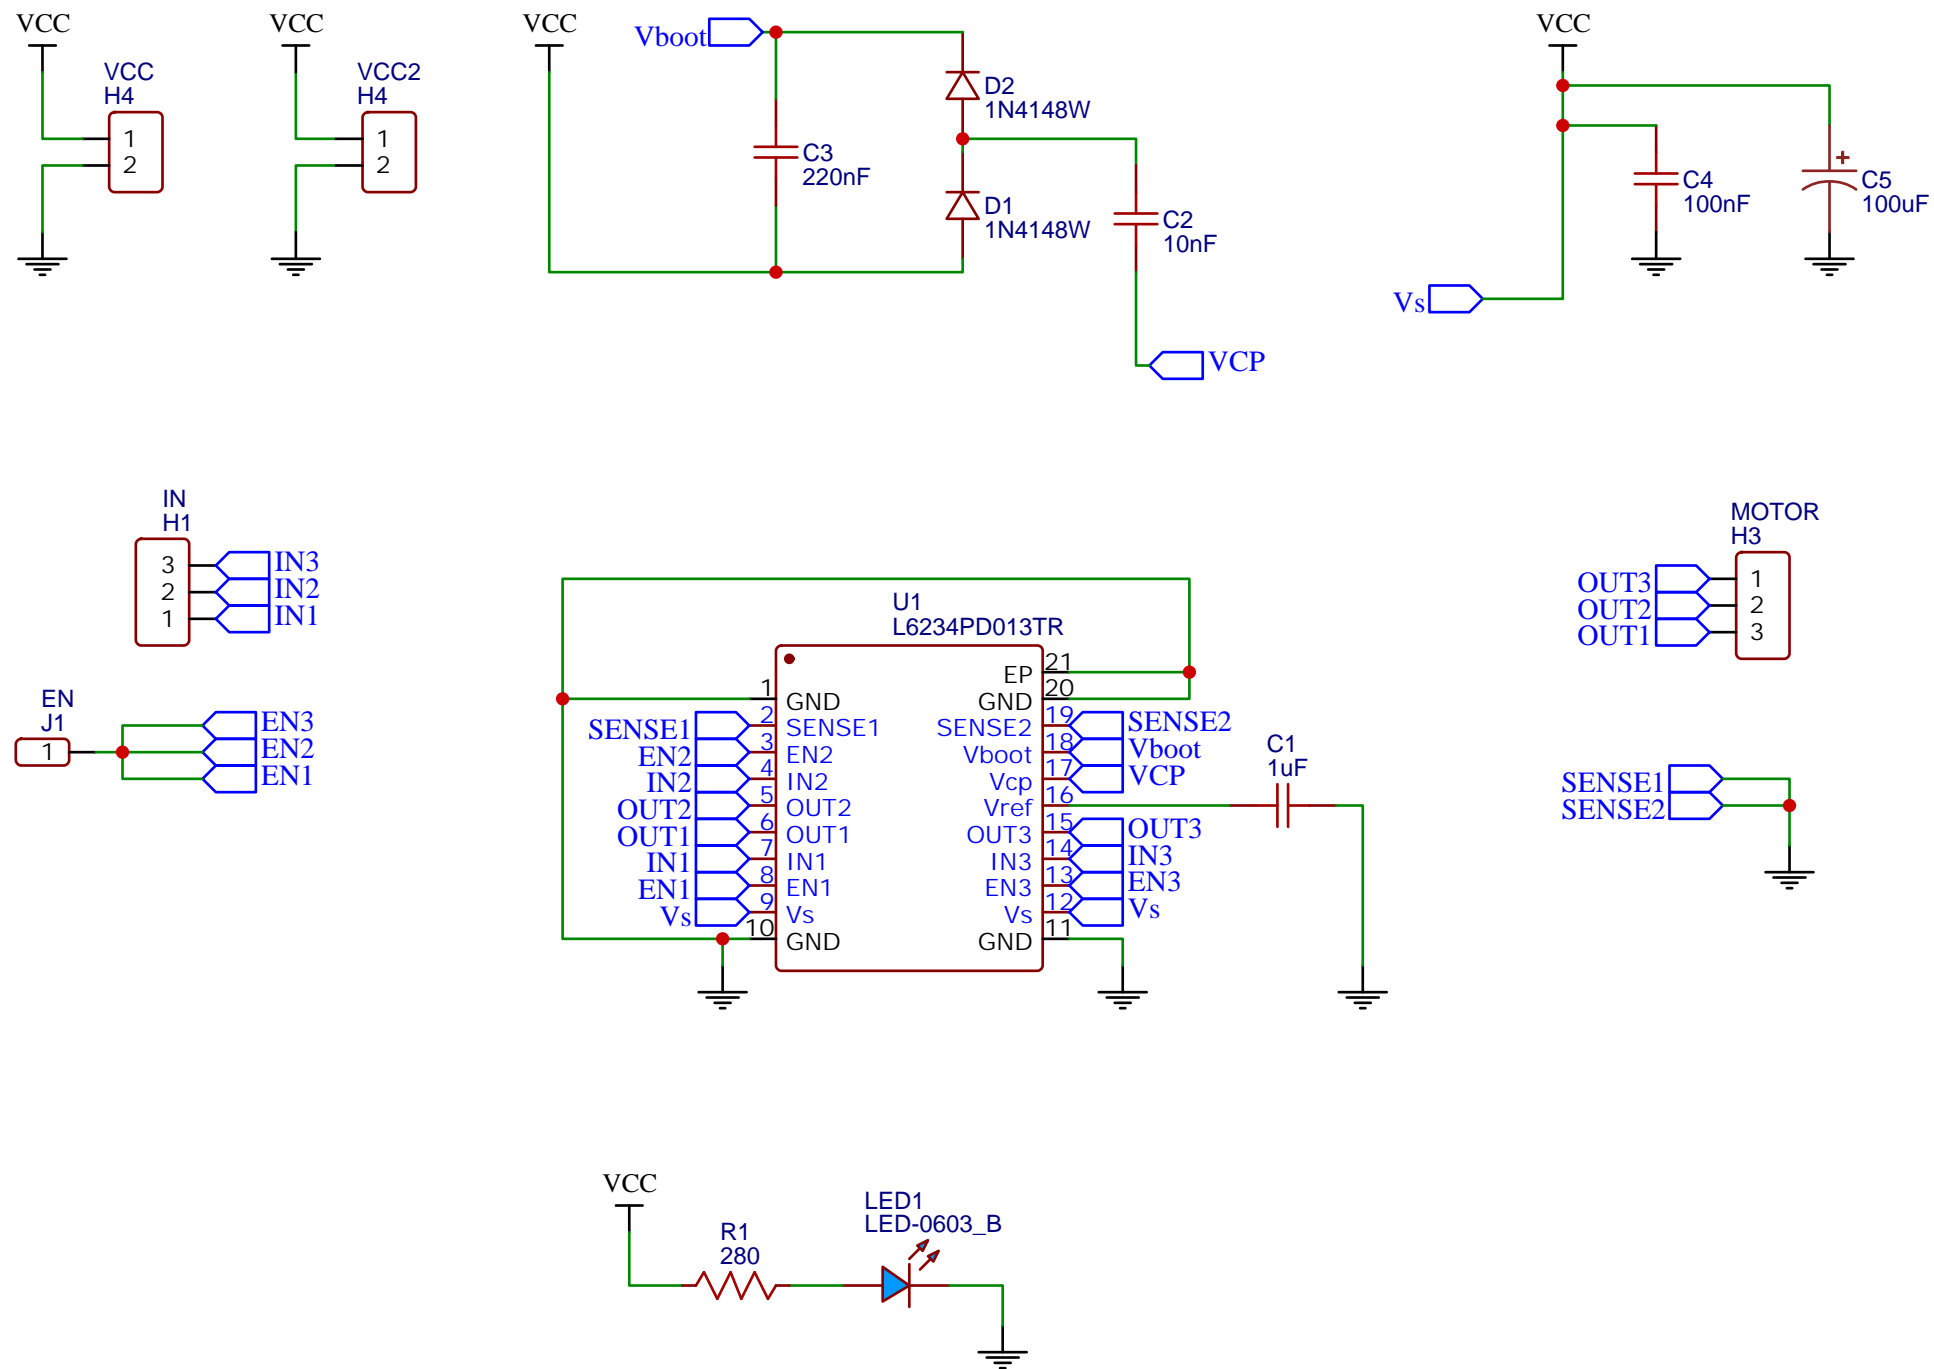 VCC
VCC
H4
1
2
VCC
VCC2
H4
1
2
VCC
Vboot
C3
220nF
D2
1N4148W
D1
1N4148W
C2
10nF
VCP
VCC
C4
100nF
+
C5
100uF
Vs
IN
H1
3
IN3
2
IN2
1
IN1
EN
J1
1
EN3
EN2
EN1
U1
L6234PD013TR
1 GND
SENSE1 2 SENSE1
EN2 3 EN2
IN2 4 IN2
OUT2 5 OUT2
OUT1 6 OUT1
IN1 7 IN1
EN1 8 EN1
Vs 9 Vs
10 GND
EP 21
GND 20
SENSE2 19 SENSE2
Vboot 18 Vboot
Vcp 17 VCP
Vref 16
OUT3 15 OUT3
IN3 14 IN3
EN3 13 EN3
Vs 12 Vs
GND 11
C1
1uF
MOTOR
H3
OUT3 1
OUT2 2
OUT1 3
SENSE1
SENSE2
VCC
R1
280
LED1
LED-0603_B